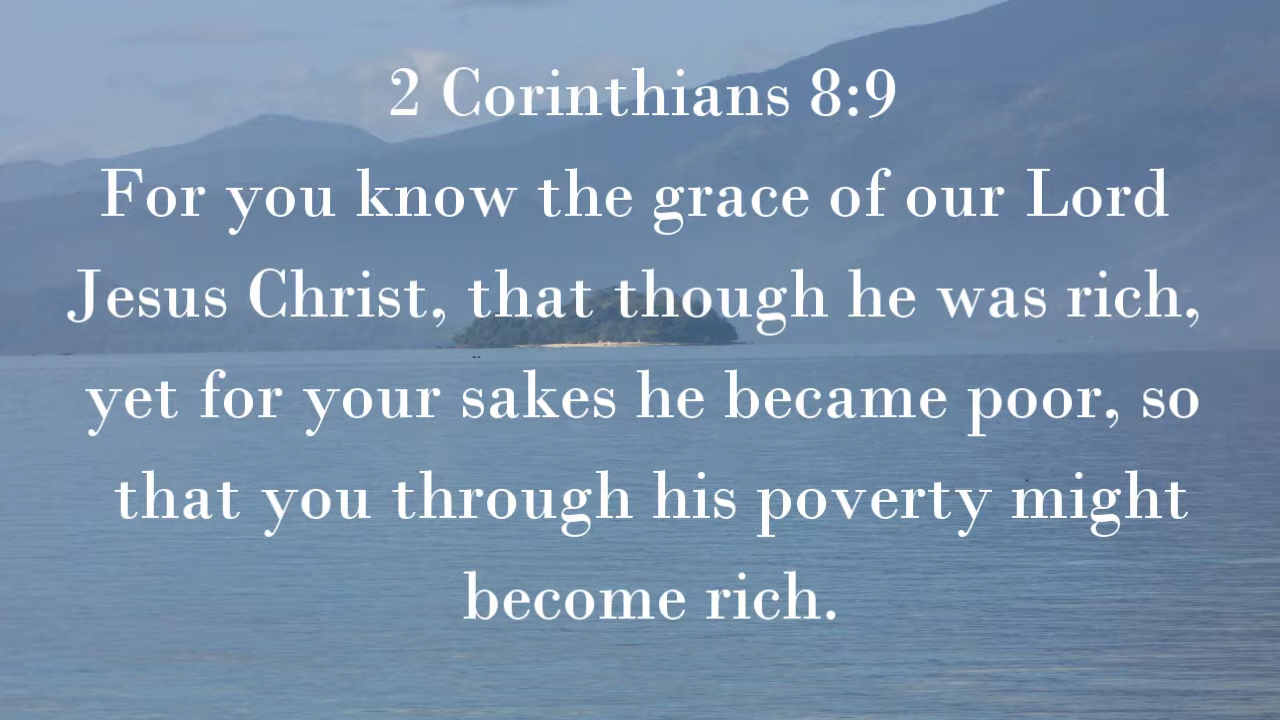 2 Corinthians 8:9
For you know the grace of our Lord
Jesus Christ, that though he was rich,
yet for your sakes he became poor, so
that you through his poverty might
become rich.